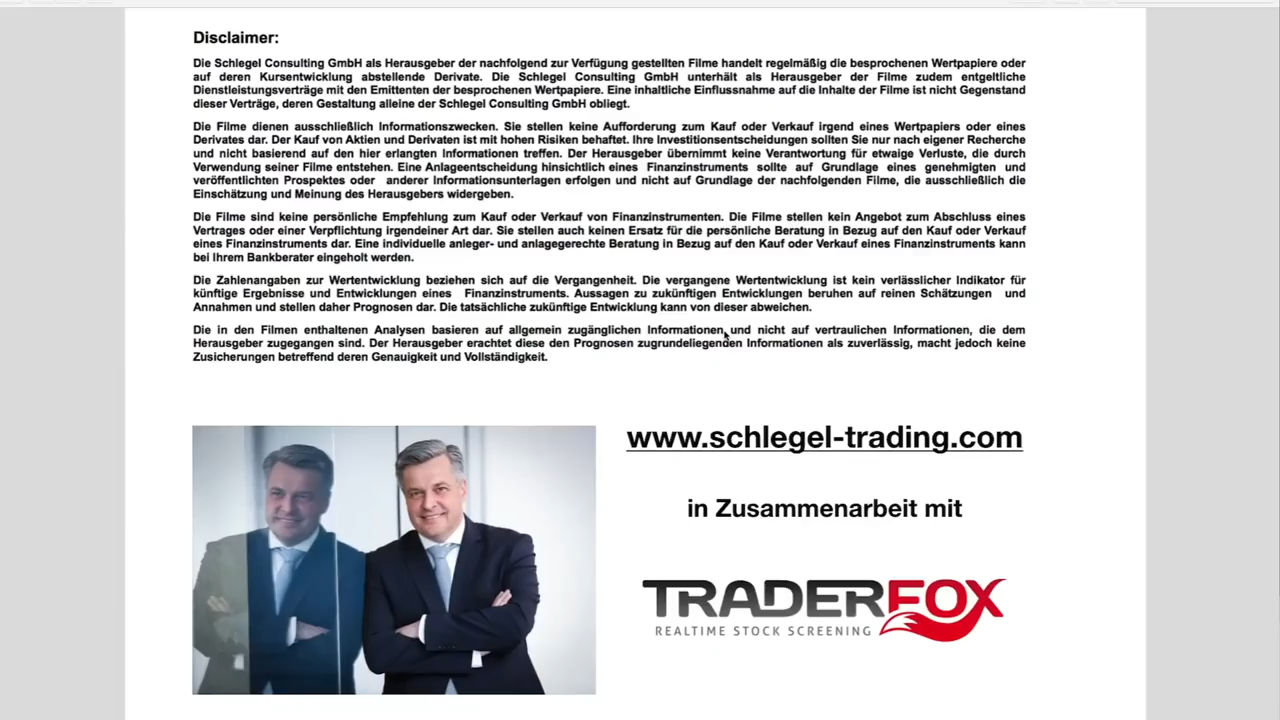 Disclaimer:
Die Schlegel Consulting GmbH als Herausgeber der nachfolgend zur Verfügung gestellten Filme handelt regelmäßig die besprochenen Wertpapiere oder
auf deren Kursentwicklung abstellende Derivate. Die Schlegel Consulting GmbH unterhält als Herausgeber der Filme zudem entgeltliche
Dienstleistungsverträge mit den Emittenten der besprochenen Wertpapiere. Eine inhaltliche Einflussnahme auf die Inhalte der Filme ist nicht Gegenstand
dieser Verträge, deren Gestaltung alleine der Schlegel Consulting GmbH obliegt.
Die Filme dienen ausschließlich Informationszwecken. Sie stellen keine Aufforderung zum Kauf oder Verkauf irgend eines Wertpapiers oder eines
Derivates dar. Der Kauf von Aktien und Derivaten ist mit hohen Risiken behaftet. Ihre Investitionsentscheidungen sollten Sie nur nach eigener Recherche
und nicht basierend auf den hier erlangten Informationen treffen. Der Herausgeber übernimmt keine Verantwortung für etwaige Verluste, die durch
Verwendung seiner Filme entstehen. Eine Anlageentscheidung hinsichtlich eines Finanzinstruments sollte auf Grundlage eines genehmigten und
veröffentlichten Prospektes oder anderer Informationsunterlagen erfolgen und nicht auf Grundlage der nachfolgenden Filme, die ausschließlich die
Einschätzung und Meinung des Herausgebers widergeben.
Die Filme sind keine persönliche Empfehlung zum Kauf oder Verkauf von Finanzinstrumenten. Die Filme stellen kein Angebot zum Abschluss eines
Vertrages oder einer Verpflichtung irgendeiner Art dar. Sie stellen auch keinen Ersatz für die persönliche Beratung in Bezug auf den Kauf oder Verkauf
eines Finanzinstruments dar. Eine individuelle anleger- und anlagegerechte Beratung in Bezug auf den Kauf oder Verkauf eines Finanzinstruments kann
bei Ihrem Bankberater eingeholt werden.
Die Zahlenangaben zur Wertentwicklung beziehen sich auf die Vergangenheit. Die vergangene Wertentwicklung ist kein verlässlicher Indikator für
künftige Ergebnisse und Entwicklungen eines Finanzinstruments. Aussagen zu zukünftigen Entwicklungen beruhen auf reinen Schätzungen und
Annahmen und stellen daher Prognosen dar. Die tatsächliche zukünftige Entwicklung kann von dieser abweichen.
Die in den Filmen enthaltenen Analysen basieren auf allgemein zugänglichen Informationen und nicht auf vertraulichen Informationen, die dem
Herausgeber zugegangen sind. Der Herausgeber erachtet diese den Prognosen zugrundeliegenden Informationen als zuverlässig, macht jedoch keine
Zusicherungen betreffend deren Genauigkeit und Vollständigkeit.
www.schlegel-trading.com
in Zusammenarbeit mit
TRADERFOX
REALTIME STOCK SCREENING